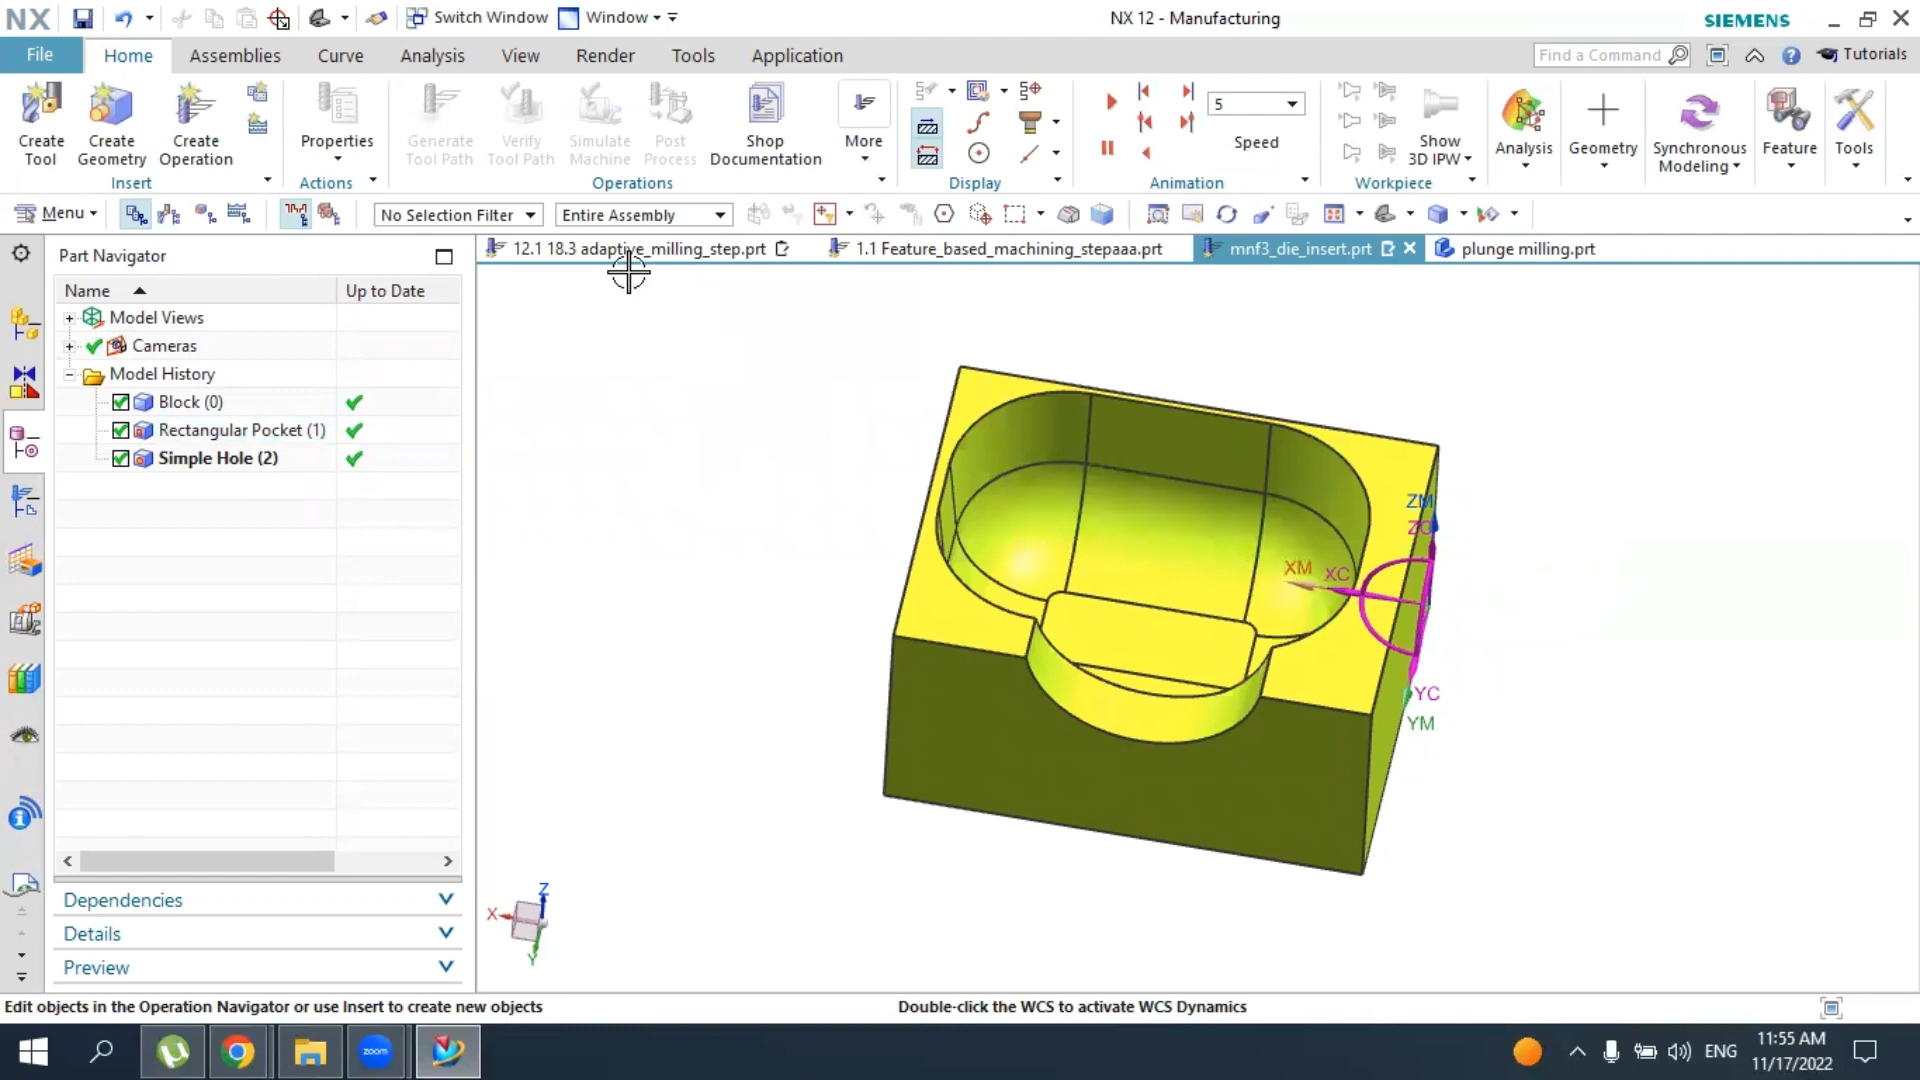 NX
Switch Window
Window
NX 12 - Manufacturing
SIEMENS
File
Home
Assemblies
Curve
Analysis
View
Render
Tools
Application
Find a Command
Tutorials
Create Tool
Create Geometry
Create Operation
Insert
Properties
Actions
Generate Tool Path
Verify Tool Path
Simulate Machine
Post Process
Shop Documentation
More
Operations
Display
5
Speed
Animation
Show 3D IPW
Workpiece
Analysis
Geometry
Synchronous Modeling
Feature
Tools
Menu
No Selection Filter
Entire Assembly
Part Navigator
12.1 18.3 adaptive_milling_step.prt
1.1 Feature_based_machining_stepaaa.prt
mnf3_die_insert.prt
plunge milling.prt
Name
Up to Date
Model Views
Cameras
Model History
Block (0)
Rectangular Pocket (1)
Simple Hole (2)
ZM
ZC
XM
XC
YC
YM
Z
X
Y
Dependencies
Details
Preview
Edit objects in the Operation Navigator or use Insert to create new objects
Double-click the WCS to activate WCS Dynamics
zoom
ENG
11:55 AM
11/17/2022